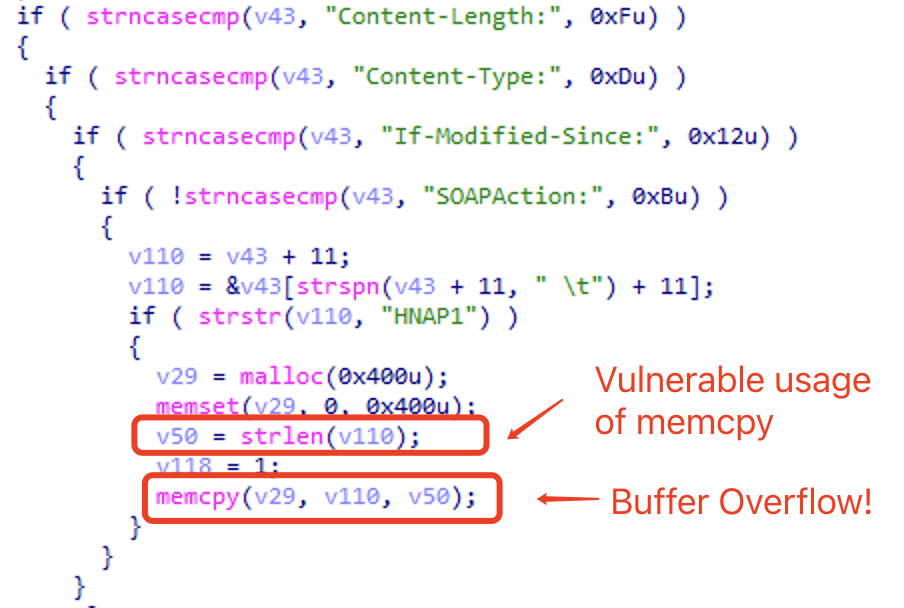 if ( strncasecmp(v43, "Content-Length:", 0xFu) )
{
if ( strncasecmp(v43, "Content-Type:", 0xDu) )
{
if ( strncasecmp(v43, "If-Modified-Since:", 0x12u) )
{
if ( !strncasecmp(v43, "SOAPAction:", 0xBu) )
{
v110 = v43 + 11;
v110 = &v43[strspn(v43 + 11, " \t") + 11];
if ( strstr(v110, "HNAP1") )
{
v29 = malloc(0x400u);
memset(v29, 0, 0x400u);
v50 = strlen(v110);
v118 = 1;
memcpy(v29, v110, v50);
}
}
}
Vulnerable usage
of memcpy
Buffer Overflow!